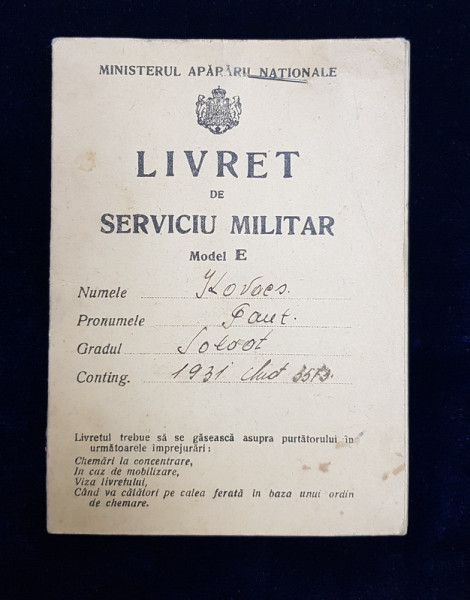 MINISTERUL APĂRĂRII NAȚIONALE
LIVRET
DE
SERVICIU MILITAR
Model E
Numele Kovacs.
Pronumele
Gradul Soldat
Conting. 1931
Livretul trebue să se găsească asupra purtătorului în
următoarele împrejurări :
Chemări la concentrare,
In caz de mobilizare,
Viza livretului,
Când va călători pe calea ferată în baza unui ordin
de chemare.